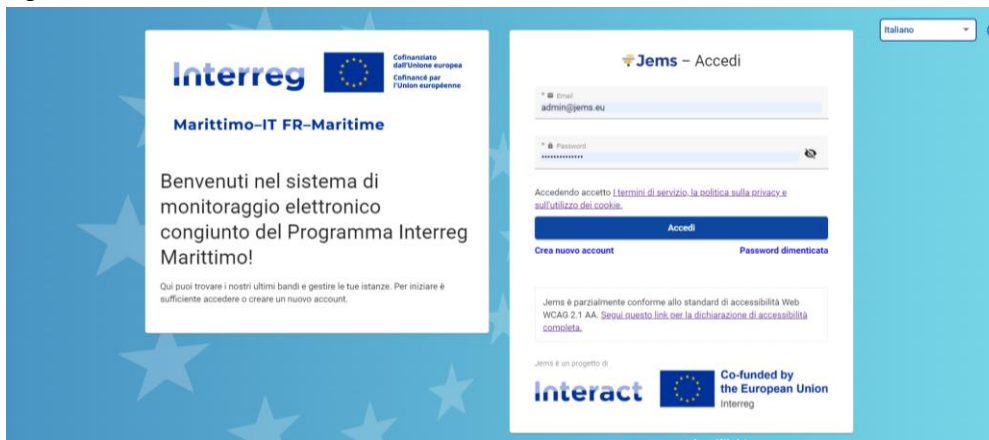 Interreg
Cofinanziato
dall'Unione europea
Cofinancé par
l'Union européenne
Marittimo–IT FR–Maritime
Benvenuti nel sistema di
monitoraggio elettronico
congiunto del Programma Interreg
Marittimo!
Qui puoi trovare i nostri ultimi bandi e gestire le tue istanze. Per iniziare è
sufficiente accedere o creare un nuovo account.
Italiano
Jems – Accedi
* Email
admin@jems.eu
* Password
••••••••••••••
Accedendo accetto I termini di servizio, la politica sulla privacy e
sull'utilizzo dei cookie.
Accedi
Crea nuovo account Password dimenticata
Jems è parzialmente conforme allo standard di accessibilità Web
WCAG 2.1 AA. Segui questo link per la dichiarazione di accessibilità
completa.
Jems è un progetto di
Interact
Co-funded by
the European Union
Interreg